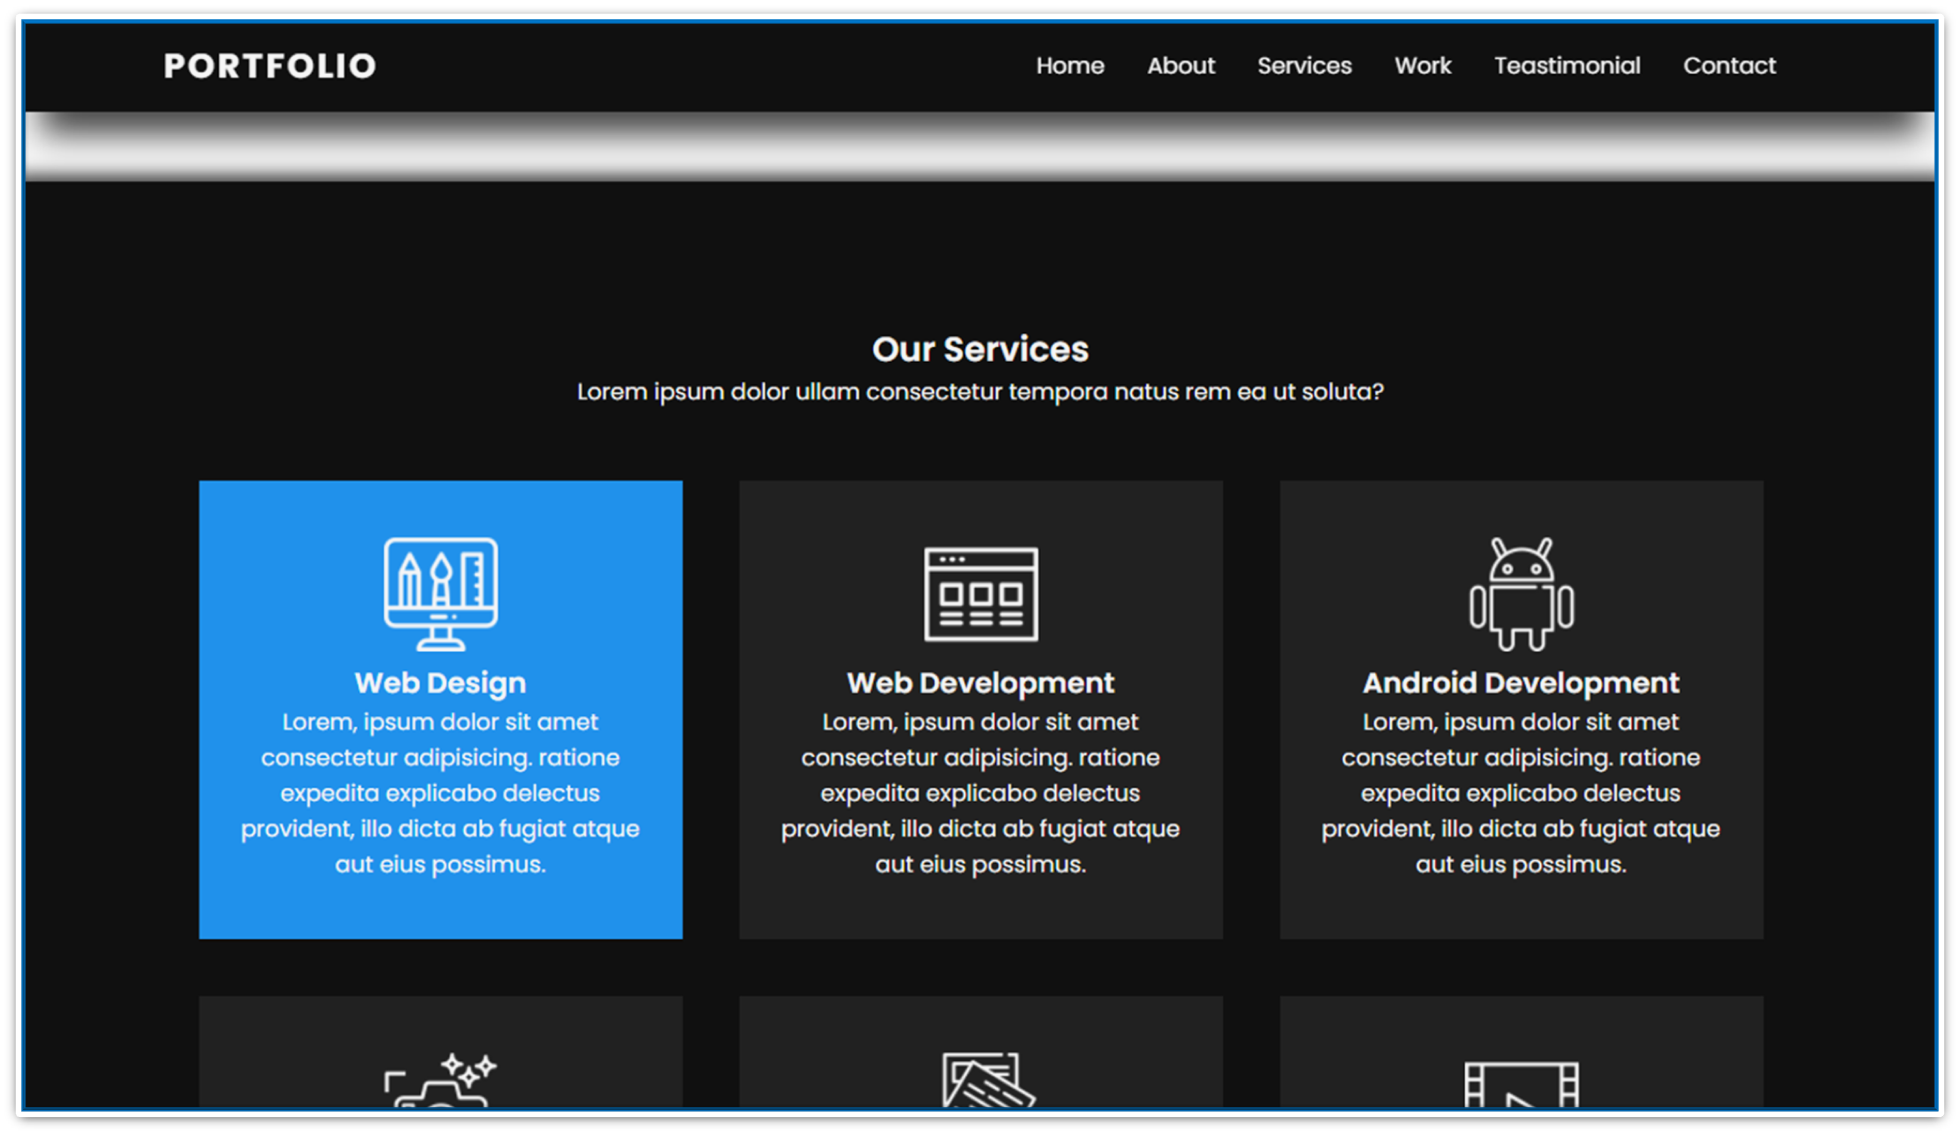 PORTFOLIO
Home About Services Work Teastimonial Contact
Our Services
Lorem ipsum dolor ullam consectetur tempora natus rem ea ut soluta?
Web Design
Lorem, ipsum dolor sit amet
consectetur adipisicing. ratione
expedita explicabo delectus
provident, illo dicta ab fugiat atque
aut eius possimus.
Web Development
Lorem, ipsum dolor sit amet
consectetur adipisicing. ratione
expedita explicabo delectus
provident, illo dicta ab fugiat atque
aut eius possimus.
Android Development
Lorem, ipsum dolor sit amet
consectetur adipisicing. ratione
expedita explicabo delectus
provident, illo dicta ab fugiat atque
aut eius possimus.